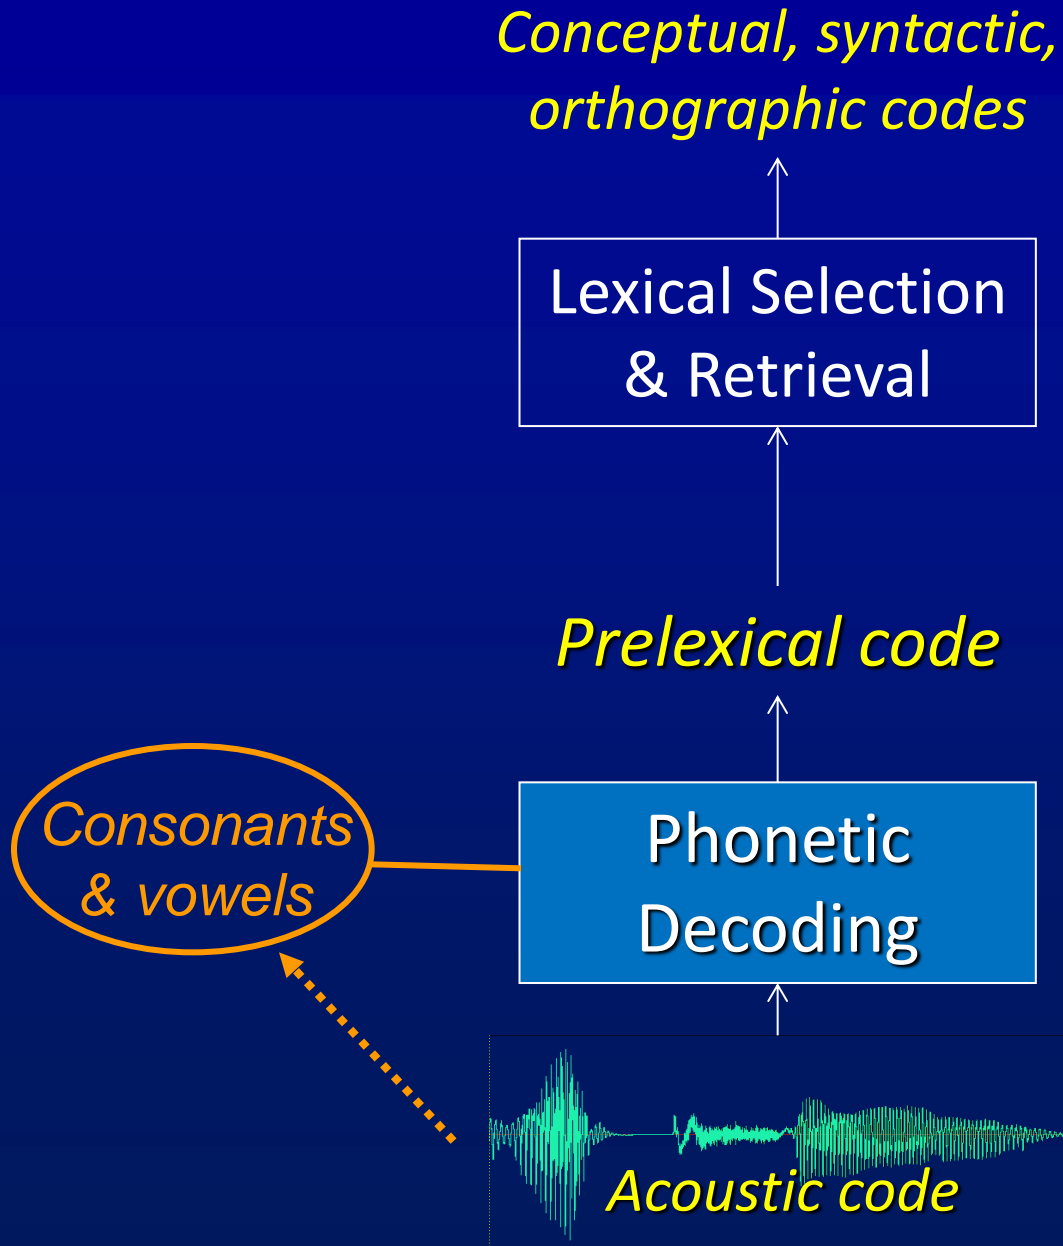 Conceptual, syntactic,
orthographic codes
Lexical Selection
& Retrieval
Prelexical code
Consonants
& vowels
Phonetic
Decoding
Acoustic code